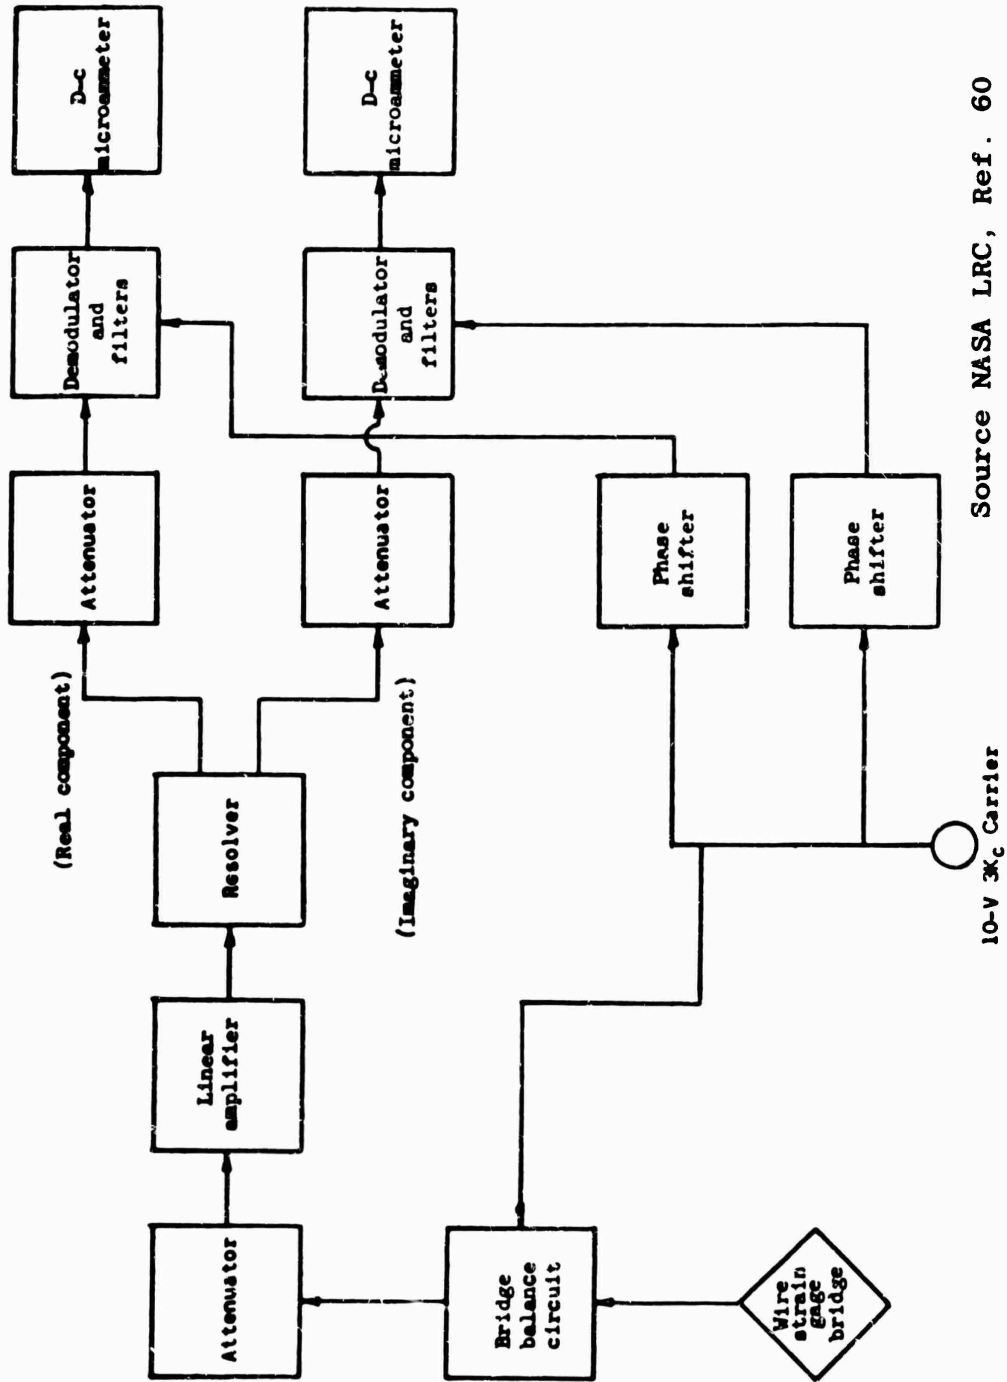 D-c
microammeter
D-c
microammeter
Demodulator
and
filters
Demodulator
and
filters
Attenuator
Attenuator
Phase
shifter
Phase
shifter
(Real component)
(Imaginary component)
Resolver
Linear
amplifier
Attenuator
Bridge
balance
circuit
Wire
strain
gage
bridge
10-V 3Kc Carrier
Source NASA LRC, Ref. 60